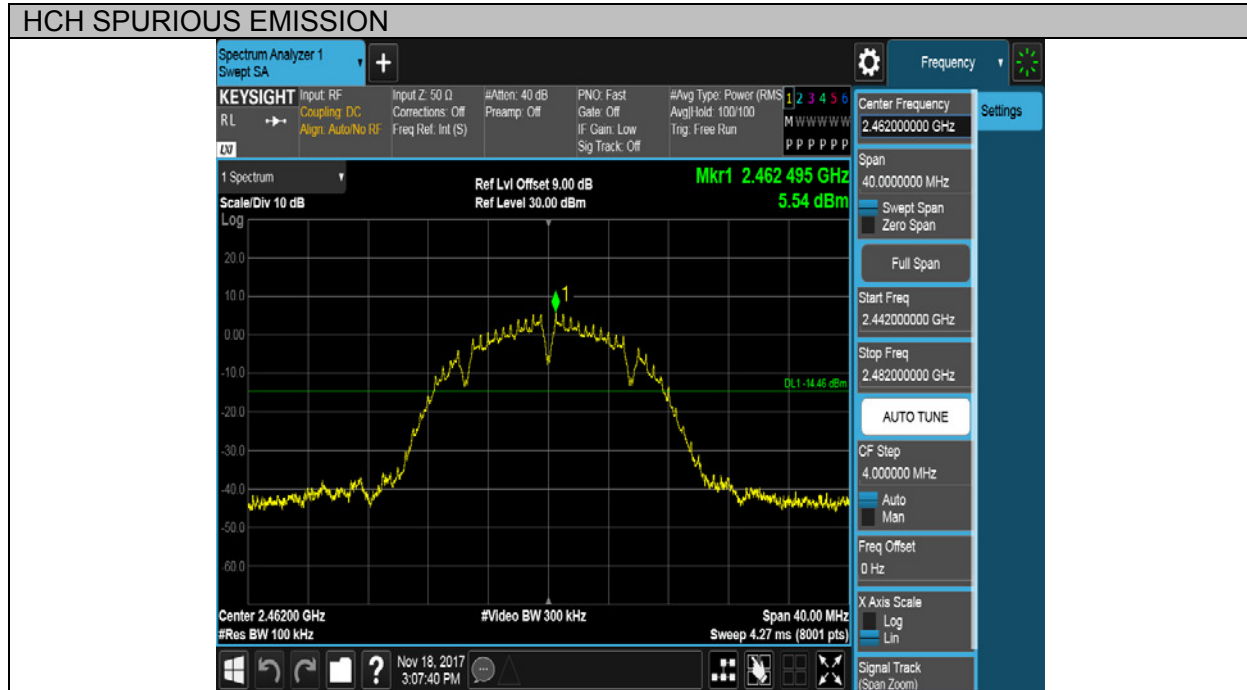 HCH SPURIOUS EMISSION
Spectrum Analyzer 1
Swept SA
+
Frequency
KEYSIGHT
RL
LXI
Input: RF
Coupling: DC
Align: Auto/No RF
Input Z: 50 Ω
Corrections: Off
Freq Ref: Int (S)
#Atten: 40 dB
Preamp: Off
PNO: Fast
Gate: Off
IF Gain: Low
Sig Track: Off
#Avg Type: Power (RMS
Avg|Hold: 100/100
Trig: Free Run
1 2 3 4 5 6
M W W W W W
P P P P P P
1 Spectrum
Scale/Div 10 dB
Ref Lvl Offset 9.00 dB
Ref Level 30.00 dBm
Mkr1 2.462 495 GHz
5.54 dBm
Log
20.0
10.0
0.00
-10.0
-20.0
-30.0
-40.0
-50.0
-60.0
1
DL1 -14.46 dBm
Center 2.46200 GHz
#Res BW 100 kHz
#Video BW 300 kHz
Span 40.00 MHz
Sweep 4.27 ms (8001 pts)
Center Frequency
2.462000000 GHz
Settings
Span
40.0000000 MHz
Swept Span
Zero Span
Full Span
Start Freq
2.442000000 GHz
Stop Freq
2.482000000 GHz
AUTO TUNE
CF Step
4.000000 MHz
Auto
Man
Freq Offset
0 Hz
X Axis Scale
Log
Lin
Signal Track
(Span Zoom)
?
Nov 18, 2017
3:07:40 PM